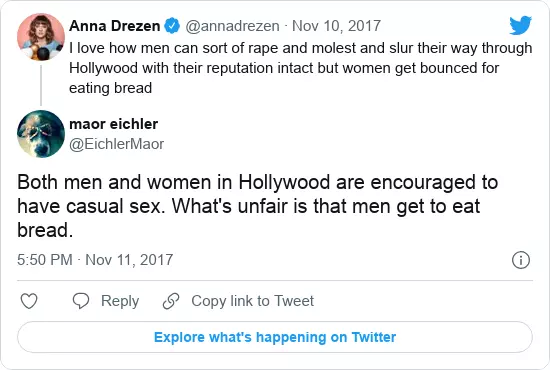 Anna Drezen @annadrezen · Nov 10, 2017
I love how men can sort of rape and molest and slur their way through
Hollywood with their reputation intact but women get bounced for
eating bread
maor eichler
@EichlerMaor
Both men and women in Hollywood are encouraged to
have casual sex. What's unfair is that men get to eat
bread.
5:50 PM · Nov 11, 2017
Reply Copy link to Tweet
Explore what's happening on Twitter